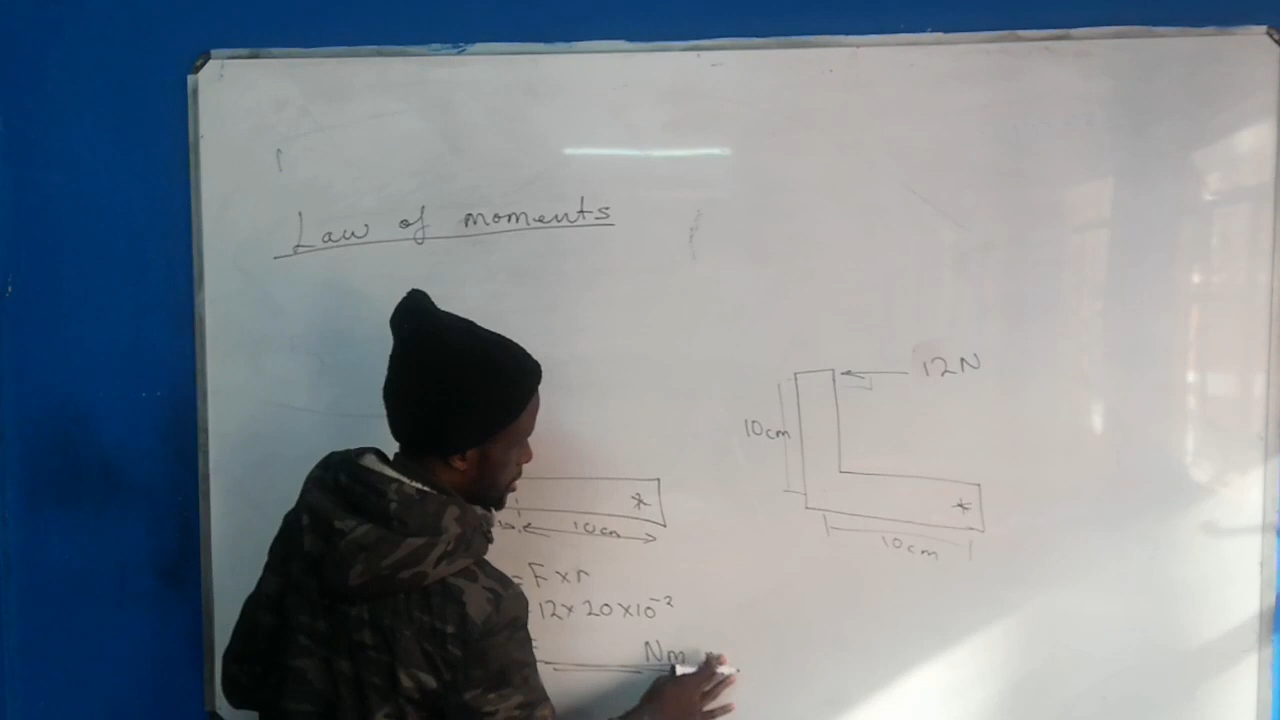 Law of moments
12N
10cm
*
10cm
*
10cm
= F x r
12 x 20 x 10⁻²
Nm